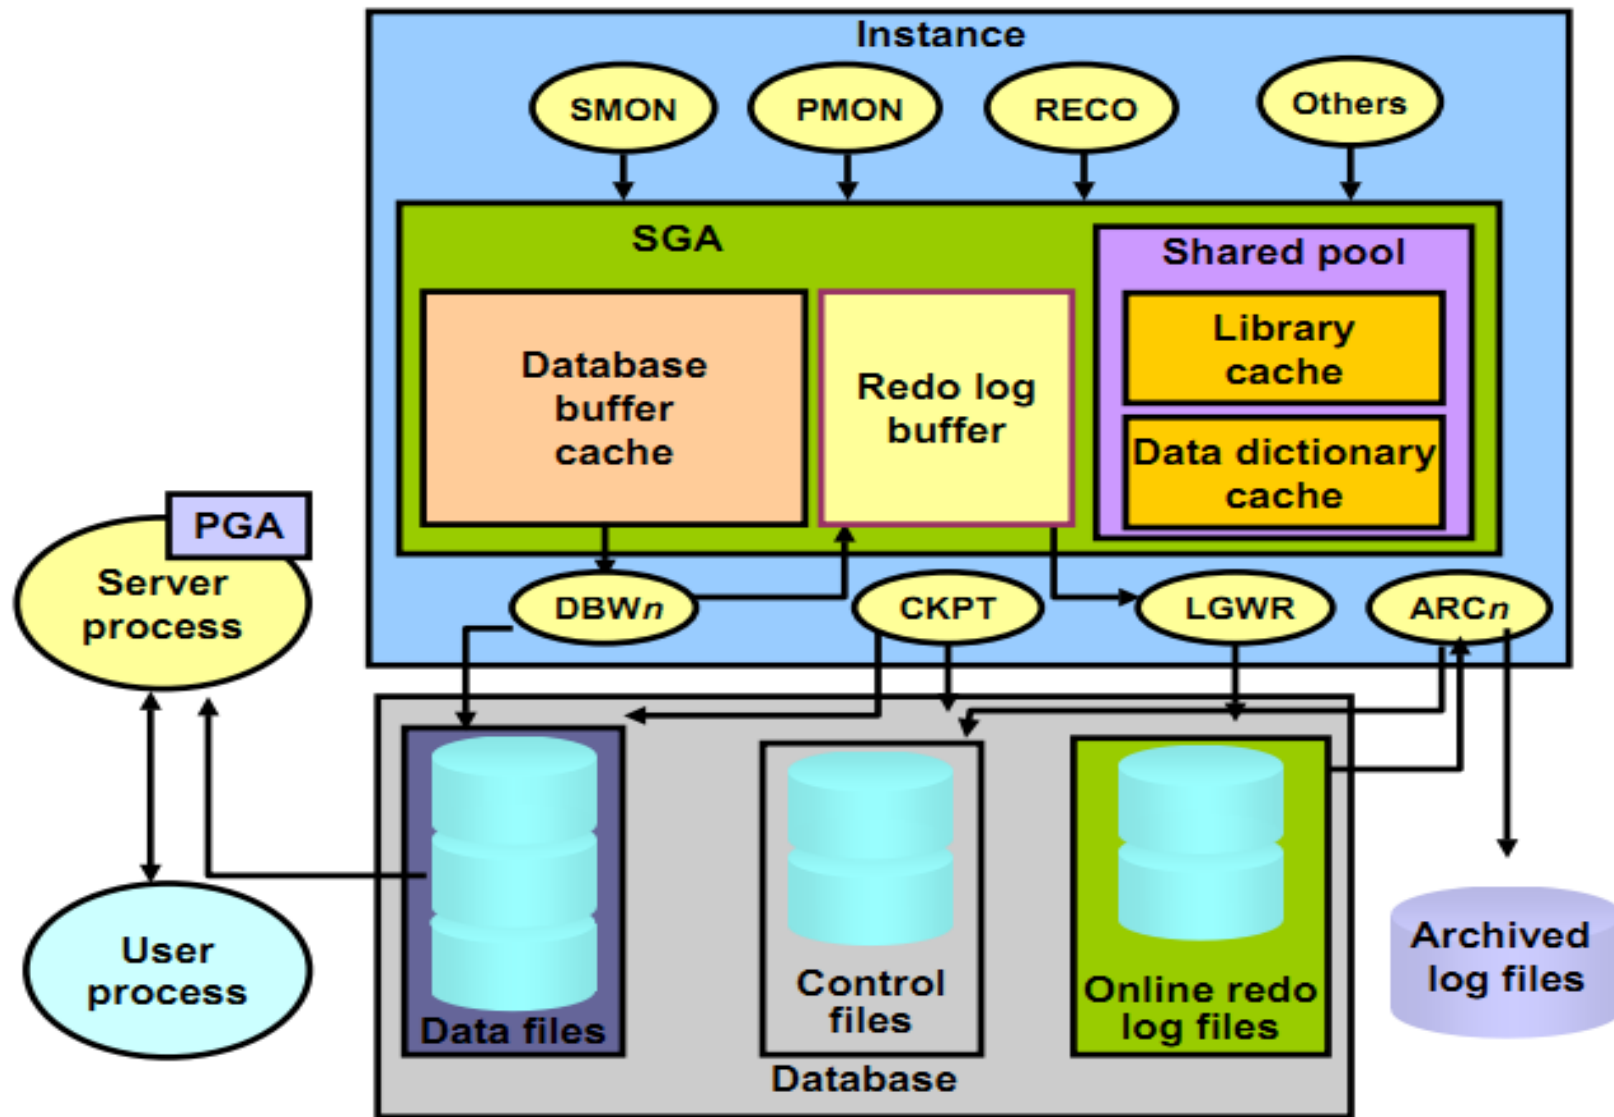 Instance
SMON
PMON
RECO
Others
SGA
Shared pool
Database
buffer
cache
Redo log
buffer
Library
cache
Data dictionary
cache
PGA
Server
process
DBWn
CKPT
LGWR
ARCn
User
process
Data files
Control
files
Online redo
log files
Archived
log files
Database